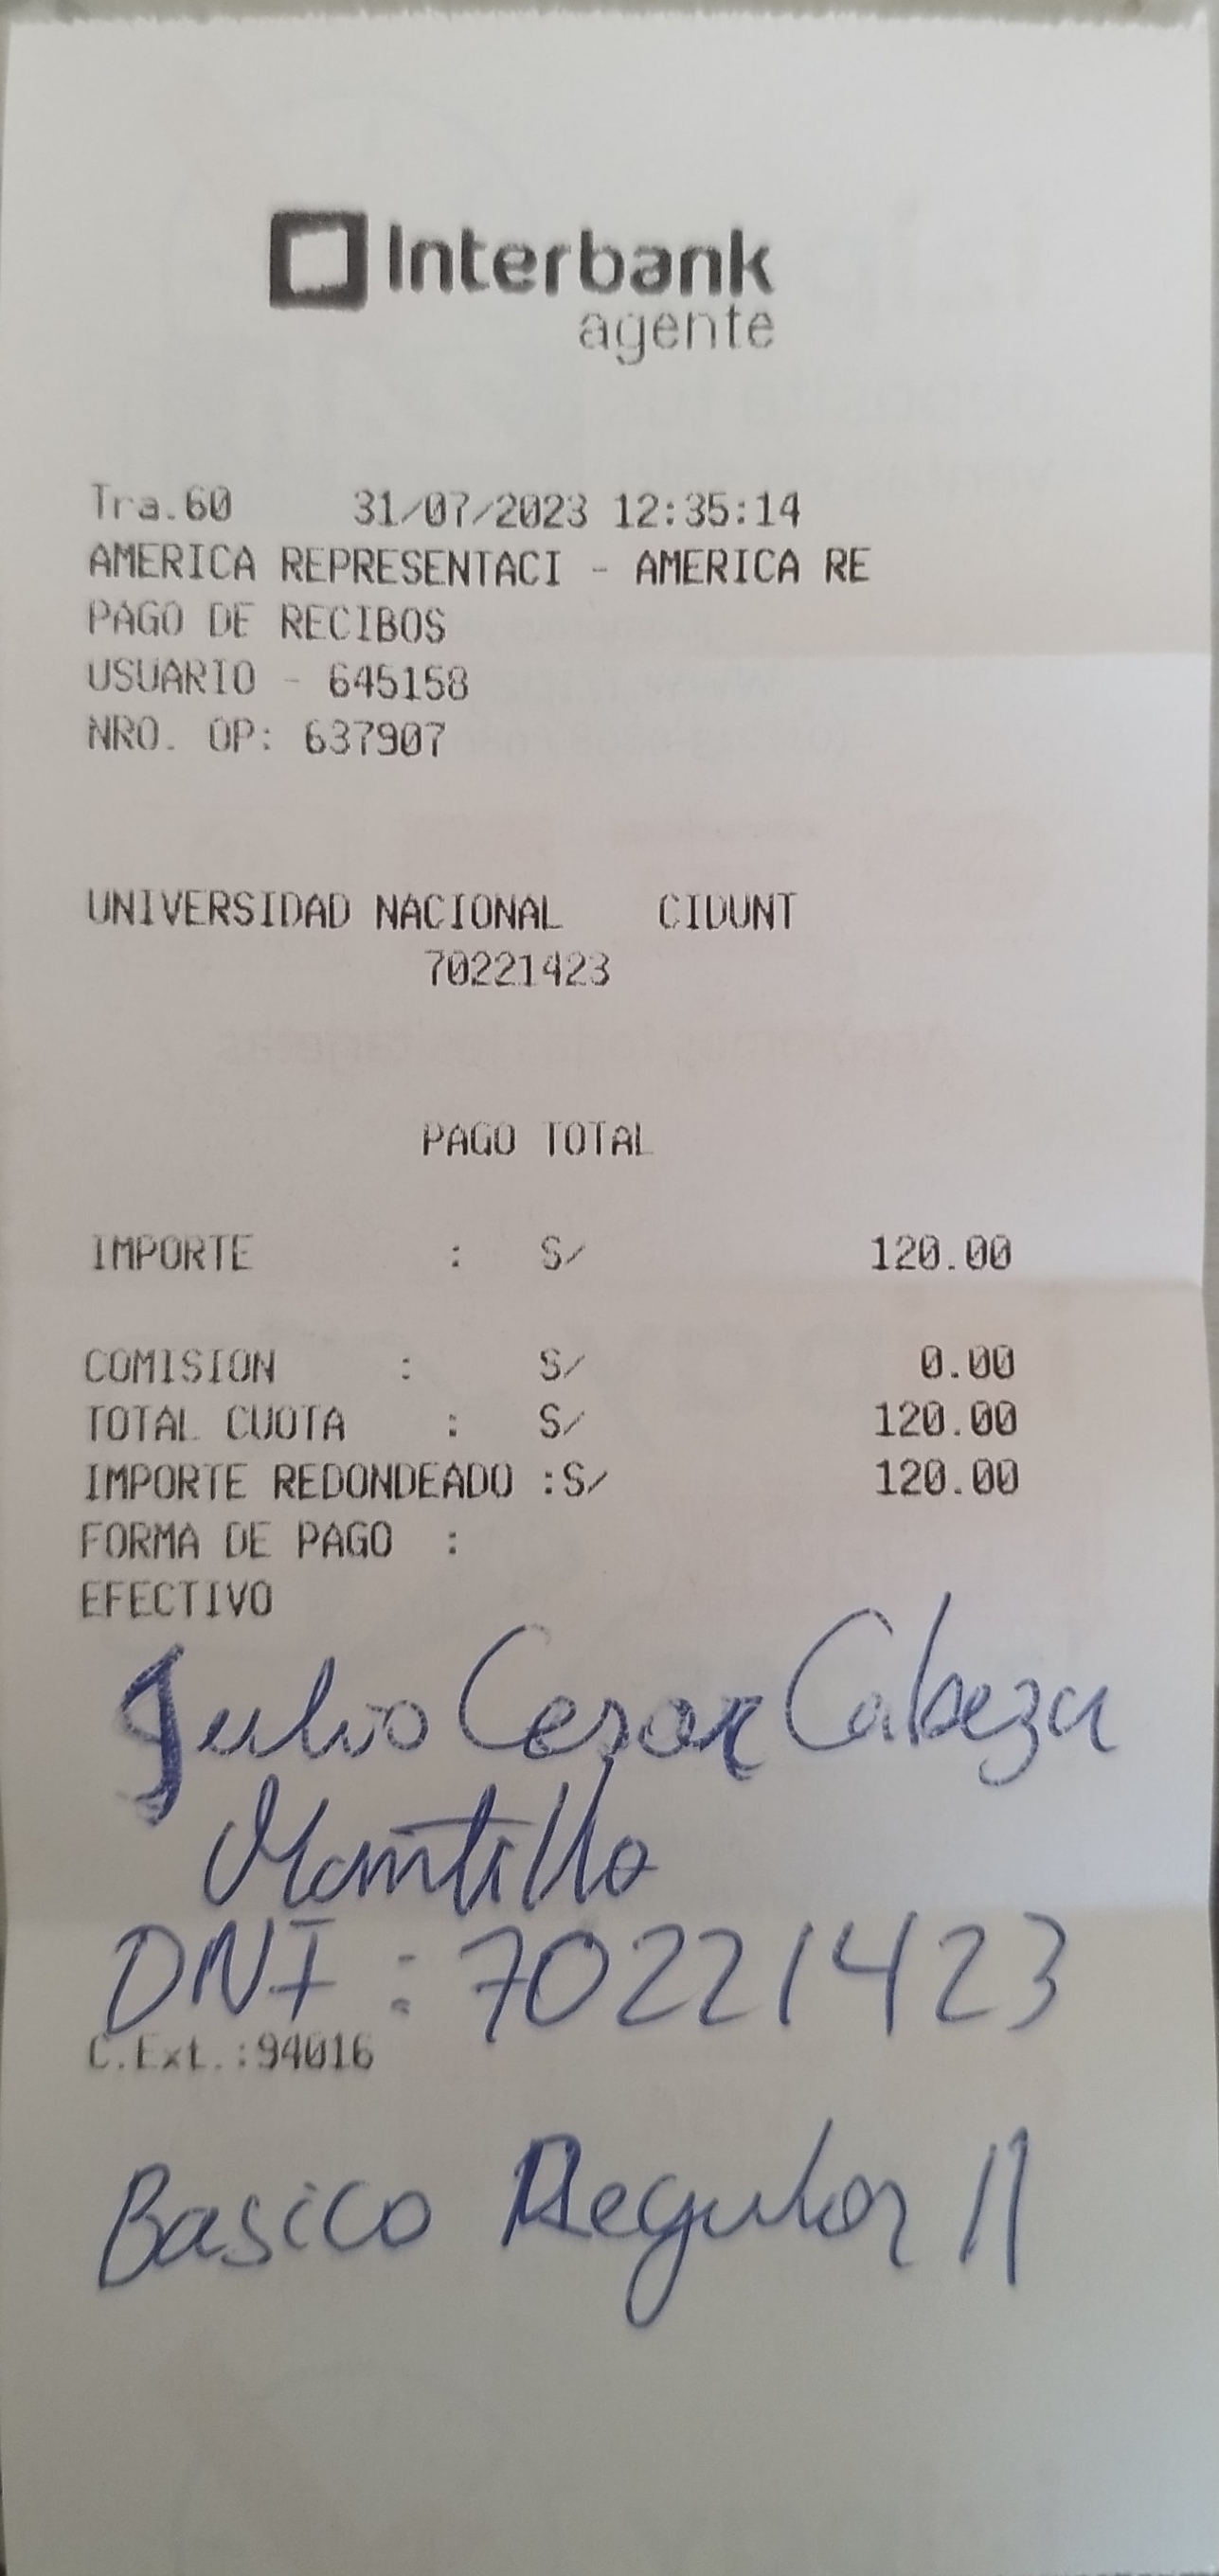 Interbank
agente
Tra.60 31/07/2023 12:35:14
AMERICA REPRESENTACI - AMERICA RE
PAGO DE RECIBOS
USUARIO - 645158
NRO. OP: 637907
UNIVERSIDAD NACIONAL CIDUNT
70221423
PAGO TOTAL
IMPORTE : S/ 120.00
COMISION : S/ 0.00
TOTAL CUOTA : S/ 120.00
IMPORTE REDONDEADO :S/ 120.00
FORMA DE PAGO :
EFECTIVO
Julio Cesar Cabeza
Mantilla
DNI : 70221423
C.Ext.:94016
Basico Regular II